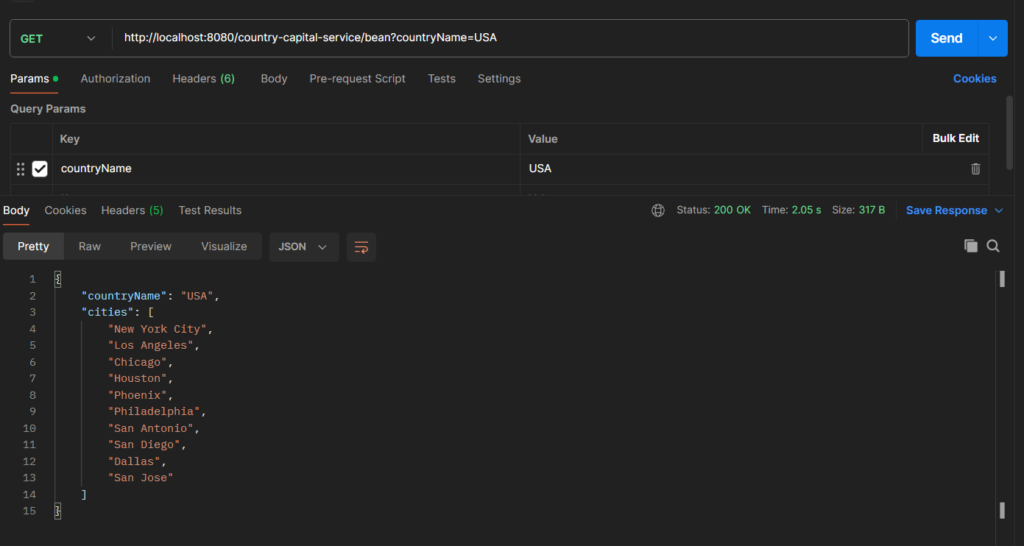 GET http://localhost:8080/country-capital-service/bean?countryName=USA Send
Params Authorization Headers (6) Body Pre-request Script Tests Settings Cookies
Query Params
Key Value Bulk Edit
countryName USA
Body Cookies Headers (5) Test Results Status: 200 OK Time: 2.05 s Size: 317 B Save Response
Pretty Raw Preview Visualize JSON
1 {
2 "countryName": "USA",
3 "cities": [
4 "New York City",
5 "Los Angeles",
6 "Chicago",
7 "Houston",
8 "Phoenix",
9 "Philadelphia",
10 "San Antonio",
11 "San Diego",
12 "Dallas",
13 "San Jose"
14 ]
15 }